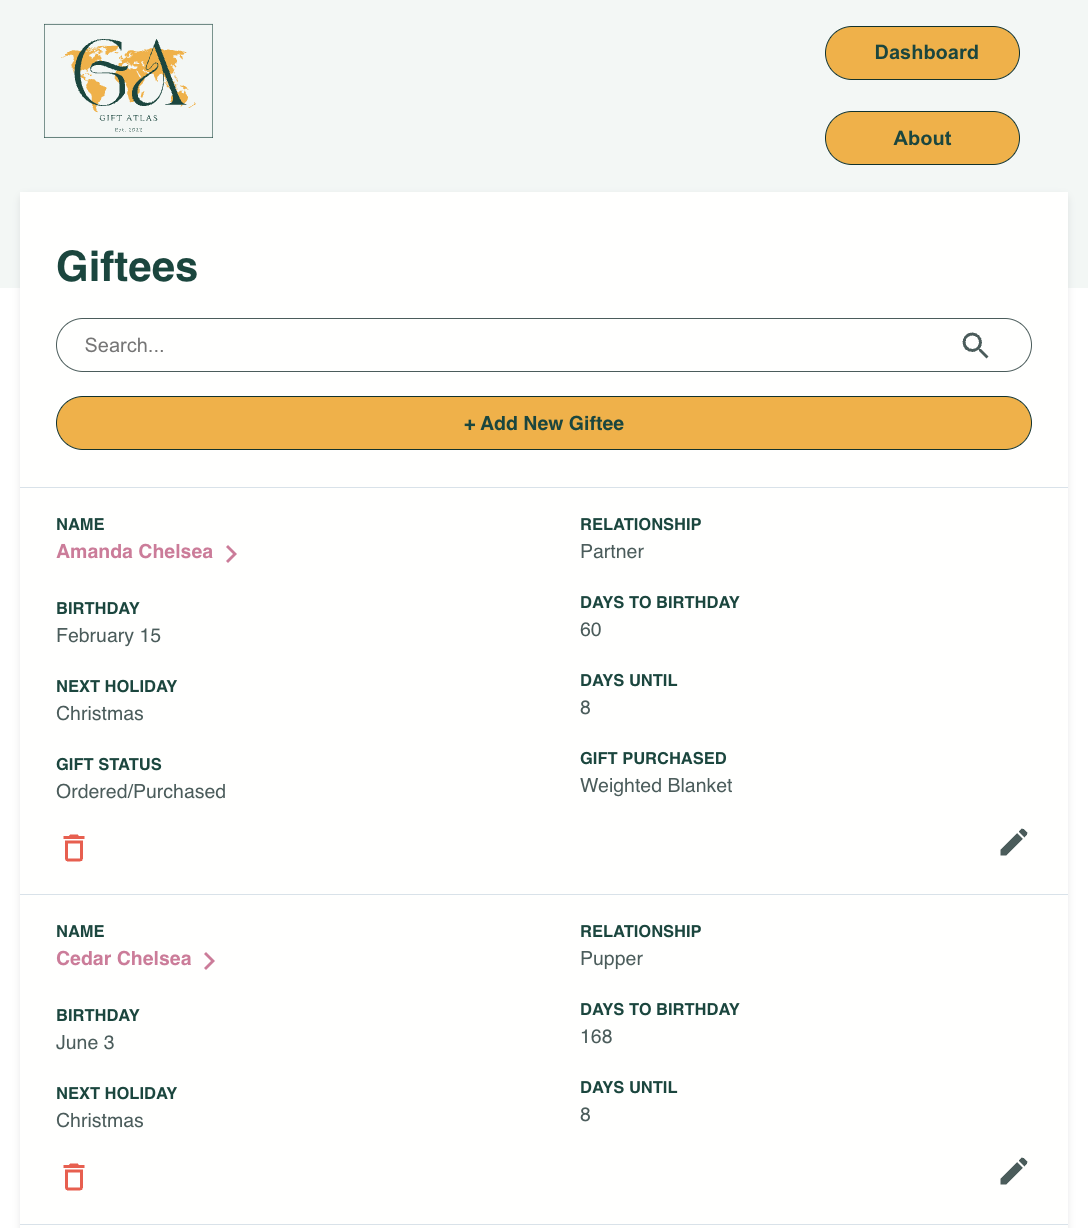 GA
GIFT ATLAS
Est. 2022
Dashboard
About
Giftees
Search...
+ Add New Giftee
NAME
Amanda Chelsea
RELATIONSHIP
Partner
BIRTHDAY
February 15
DAYS TO BIRTHDAY
60
NEXT HOLIDAY
Christmas
DAYS UNTIL
8
GIFT STATUS
Ordered/Purchased
GIFT PURCHASED
Weighted Blanket
NAME
Cedar Chelsea
RELATIONSHIP
Pupper
BIRTHDAY
June 3
DAYS TO BIRTHDAY
168
NEXT HOLIDAY
Christmas
DAYS UNTIL
8